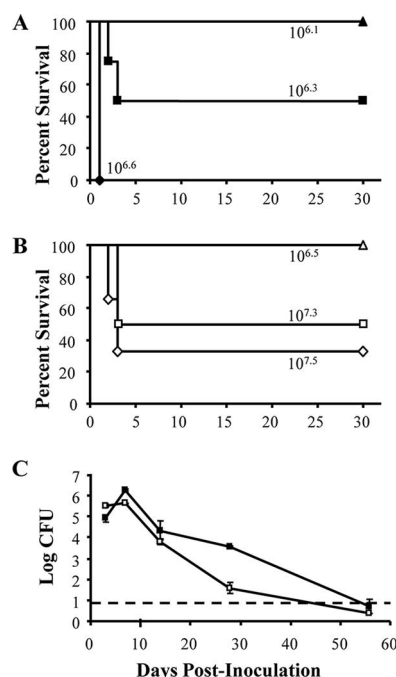 A
Percent Survival
100
80
60
40
20
0
10^6.1
10^6.3
10^6.6
0 5 10 15 20 25 30
B
Percent Survival
100
80
60
40
20
0
10^6.5
10^7.3
10^7.5
0 5 10 15 20 25 30
C
Log CFU
7
6
5
4
3
2
1
0
0 10 20 30 40 50 60
Days Post-Inoculation